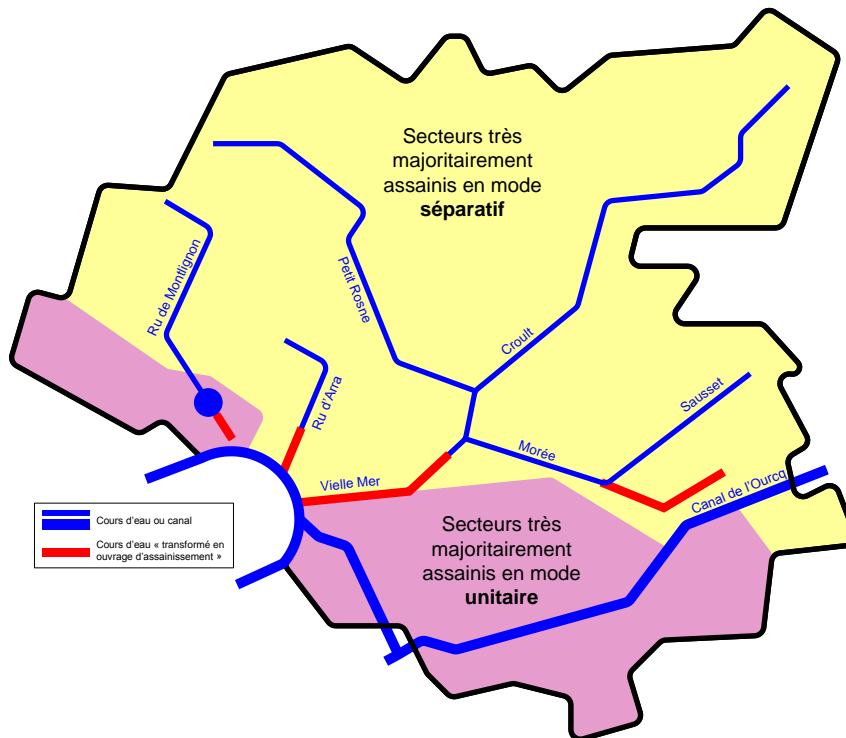 Secteurs très
majoritairement
assainis en mode
séparatif
Ru de Montlignon
Petit Rosne
Croult
Ru d'Arra
Sausset
Morée
Vielle Mer
Canal de l'Ourcq
Secteurs très
majoritairement
assainis en mode
unitaire
Cours d'eau ou canal
Cours d'eau « transformé en
ouvrage d'assainissement »